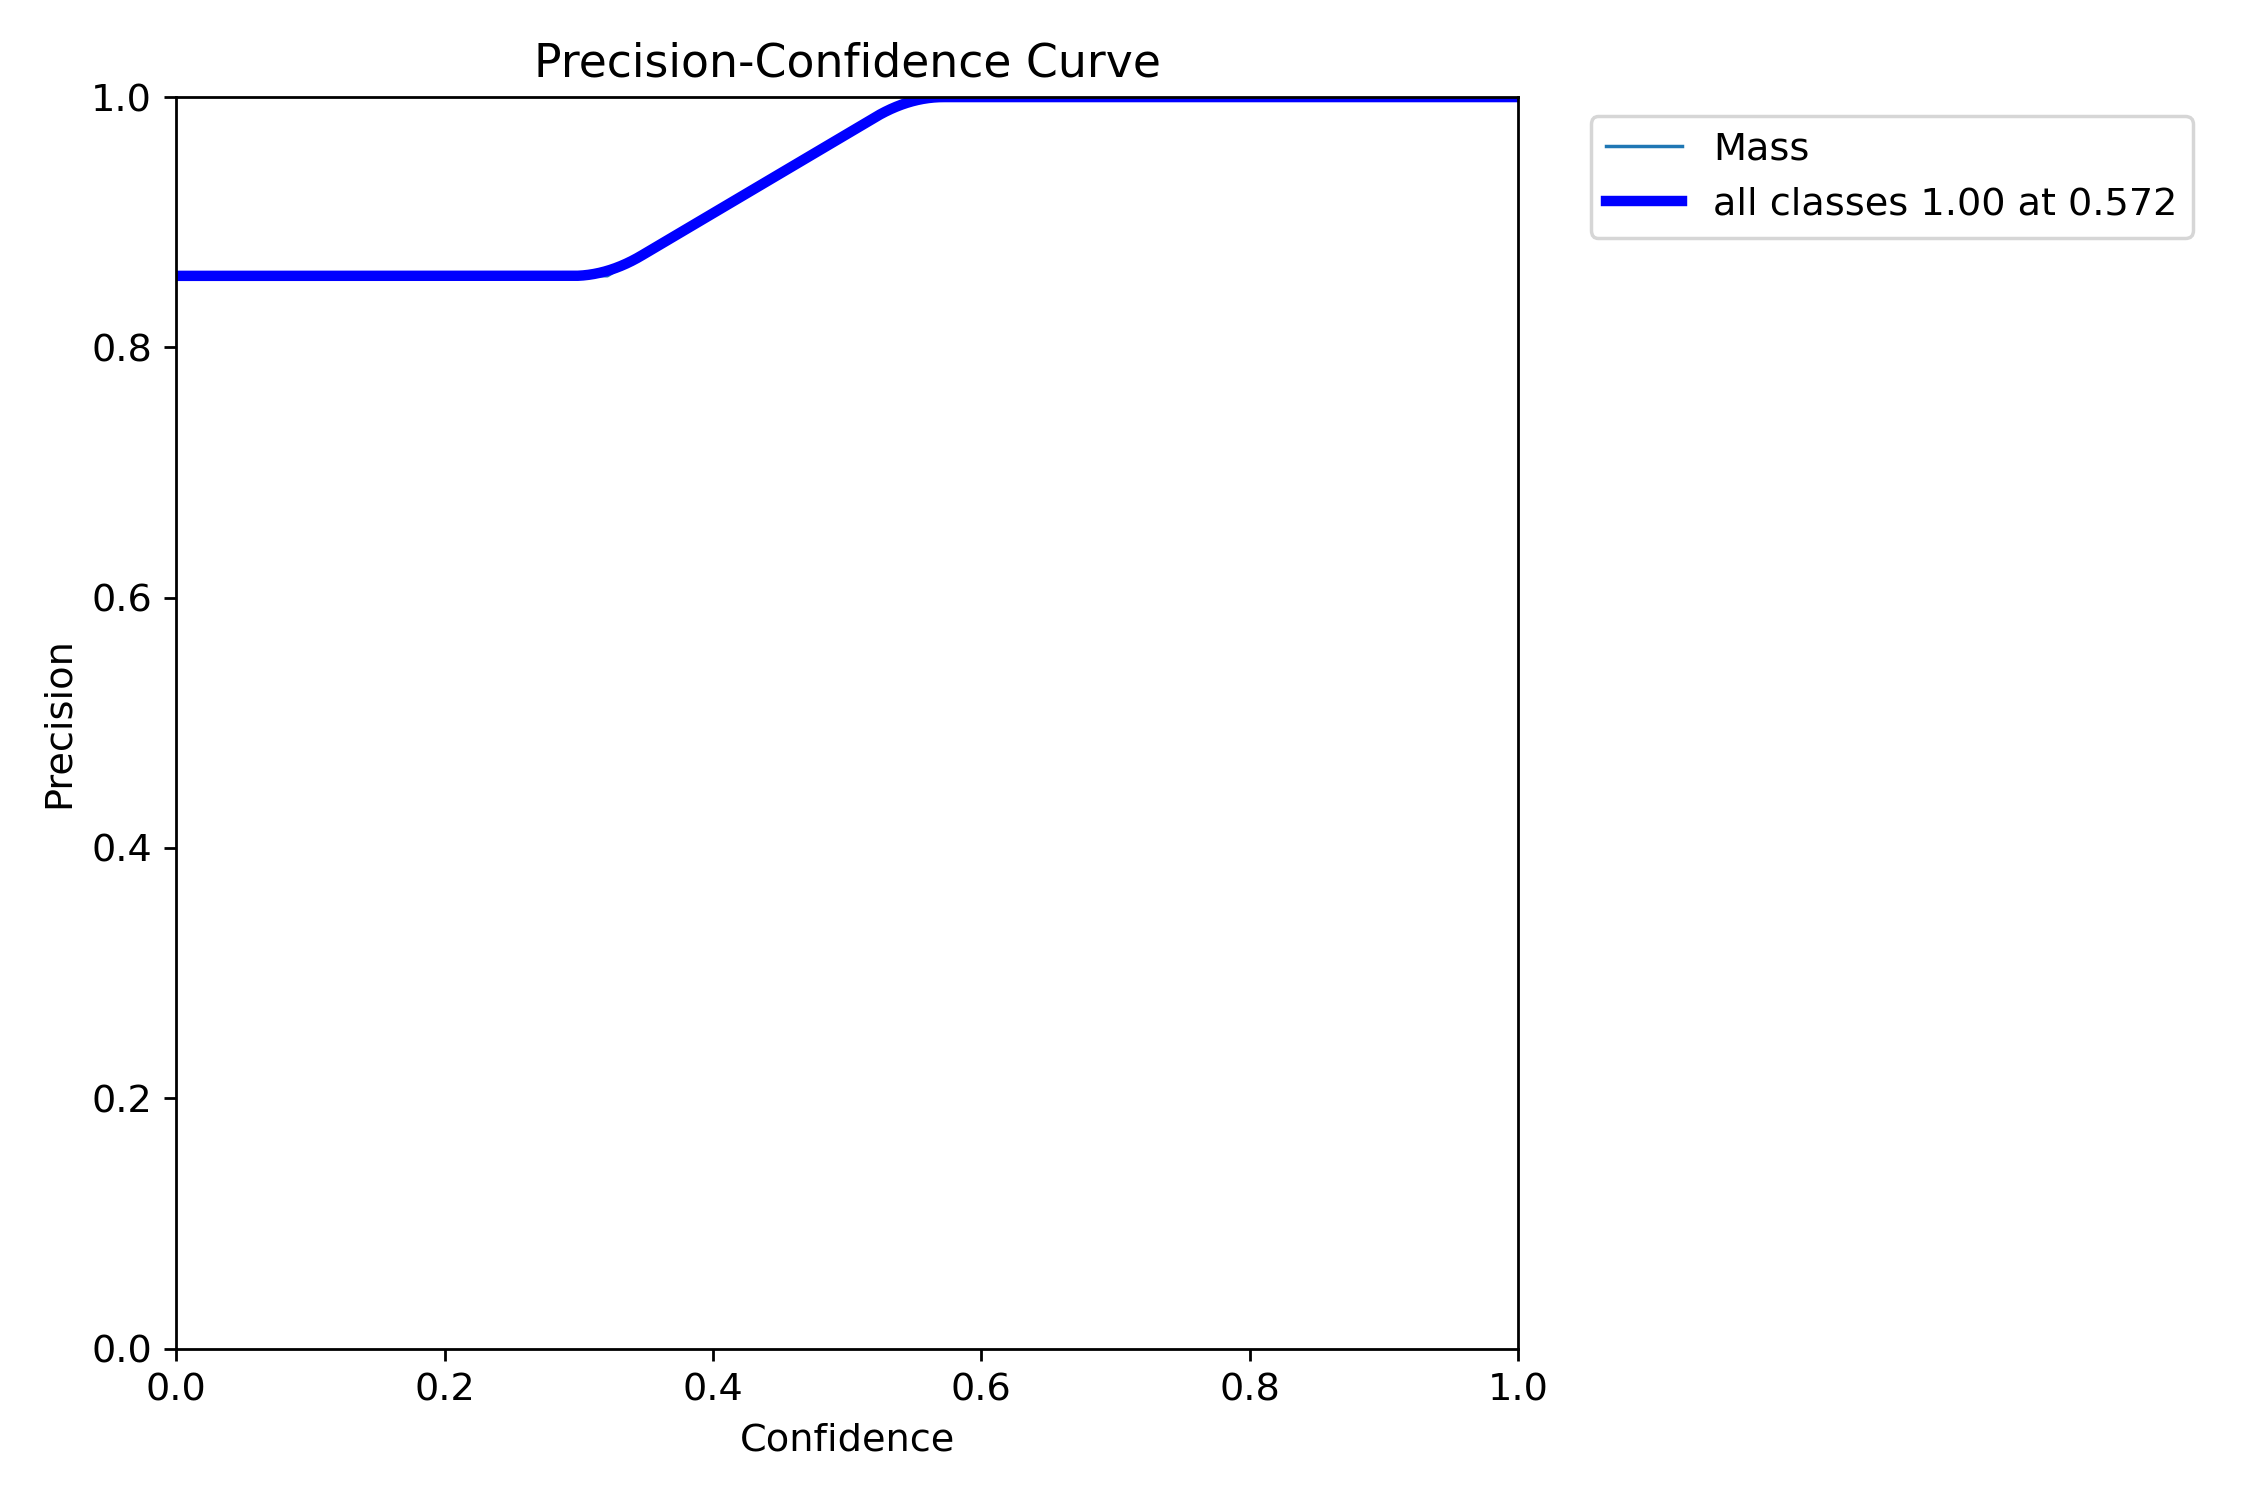 Precision-Confidence Curve
1.0
0.8
0.6
0.4
0.2
0.0
Precision
0.0 0.2 0.4 0.6 0.8 1.0
Confidence
Mass
all classes 1.00 at 0.572